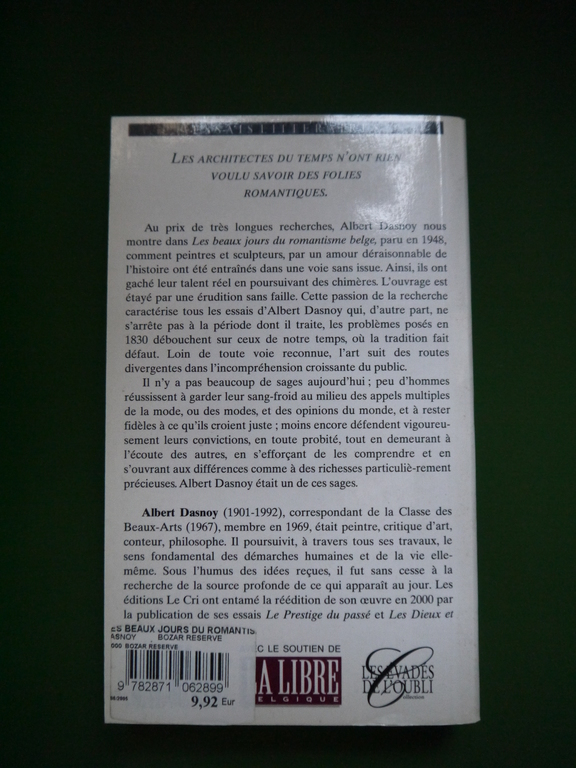 LES ARCHITECTES DU TEMPS N'ONT RIEN
VOULU SAVOIR DES FOLIES
ROMANTIQUES.
Au prix de très longues recherches, Albert Dasnoy nous
montre dans Les beaux jours du romantisme belge, paru en 1948,
comment peintres et sculpteurs, par un amour déraisonnable de
l'histoire ont été entraînés dans une voie sans issue. Ainsi, ils ont
gaché leur talent réel en poursuivant des chimères. L'ouvrage est
étayé par une érudition sans faille. Cette passion de la recherche
caractérise tous les essais d'Albert Dasnoy qui, d'autre part, ne
s'arrête pas à la période dont il traite, les problèmes posés en
1830 débouchent sur ceux de notre temps, où la tradition fait
défaut. Loin de toute voie reconnue, l'art suit des routes
divergentes dans l'incompréhension croissante du public.
Il n'y a pas beaucoup de sages aujourd'hui ; peu d'hommes
réussissent à garder leur sang-froid au milieu des appels multiples
de la mode, ou des modes, et des opinions du monde, et à rester
fidèles à ce qu'ils croient juste ; moins encore défendent vigoureu-
sement leurs convictions, en toute probité, tout en demeurant à
l'écoute des autres, en s'efforçant de les comprendre et en
s'ouvrant aux différences comme à des richesses particuliè-rement
précieuses. Albert Dasnoy était un de ces sages.
Albert Dasnoy (1901-1992), correspondant de la Classe des
Beaux-Arts (1967), membre en 1969, était peintre, critique d'art,
conteur, philosophe. Il poursuivit, à travers tous ses travaux, le
sens fondamental des démarches humaines et de la vie elle-
même. Sous l'humus des idées reçues, il fut sans cesse à la
recherche de la source profonde de ce qui apparaît au jour. Les
éditions Le Cri ont entamé la réédition de son œuvre en 2000 par
la publication de ses essais Le Prestige du passé et Les Dieux et
ES BEAUX JOURS DU ROMANTIS
ASNOY BOZAR RESERVE
000 BOZAR RESERVE
9 782871 062899
9,92 Eur
EC LE SOUTIEN DE
LA LIBRE
BELGIQUE
LES ÉVADÉS
DE L'OUBLI
Collection